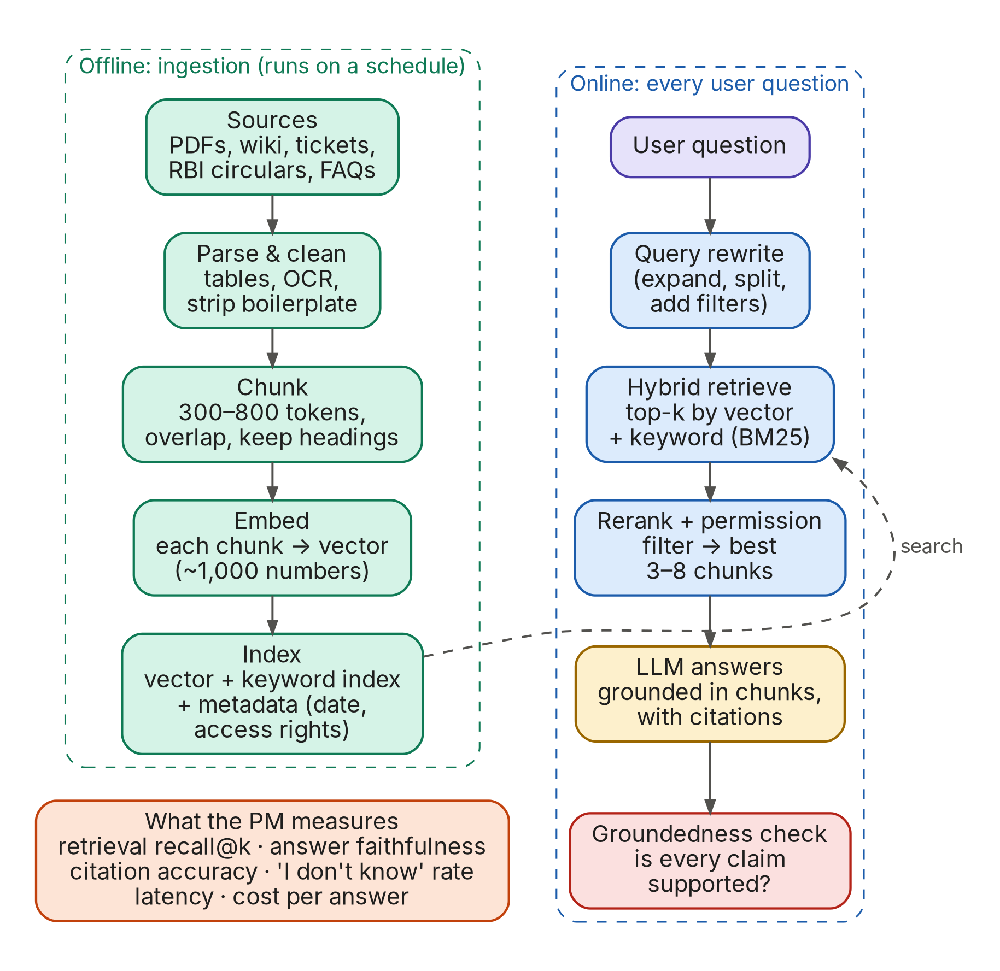 Offline: ingestion (runs on a schedule)
Sources
PDFs, wiki, tickets,
RBI circulars, FAQs
Parse & clean
tables, OCR,
strip boilerplate
Chunk
300–800 tokens,
overlap, keep headings
Embed
each chunk → vector
(~1,000 numbers)
Index
vector + keyword index
+ metadata (date,
access rights)
What the PM measures
retrieval recall@k · answer faithfulness
citation accuracy · 'I don't know' rate
latency · cost per answer
Online: every user question
User question
Query rewrite
(expand, split,
add filters)
Hybrid retrieve
top-k by vector
+ keyword (BM25)
Rerank + permission
filter → best
3–8 chunks
search
LLM answers
grounded in chunks,
with citations
Groundedness check
is every claim
supported?